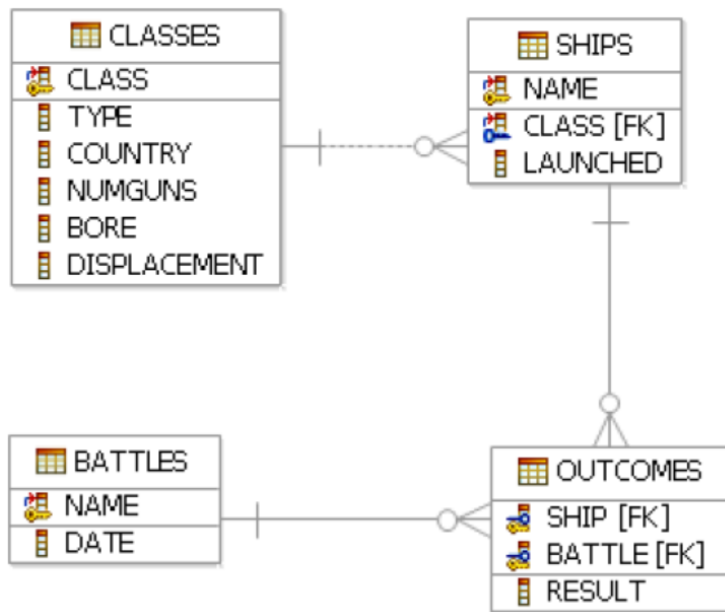 CLASSES
CLASS
TYPE
COUNTRY
NUMGUNS
BORE
DISPLACEMENT
SHIPS
NAME
CLASS [FK]
LAUNCHED
BATTLES
NAME
DATE
OUTCOMES
SHIP [FK]
BATTLE [FK]
RESULT